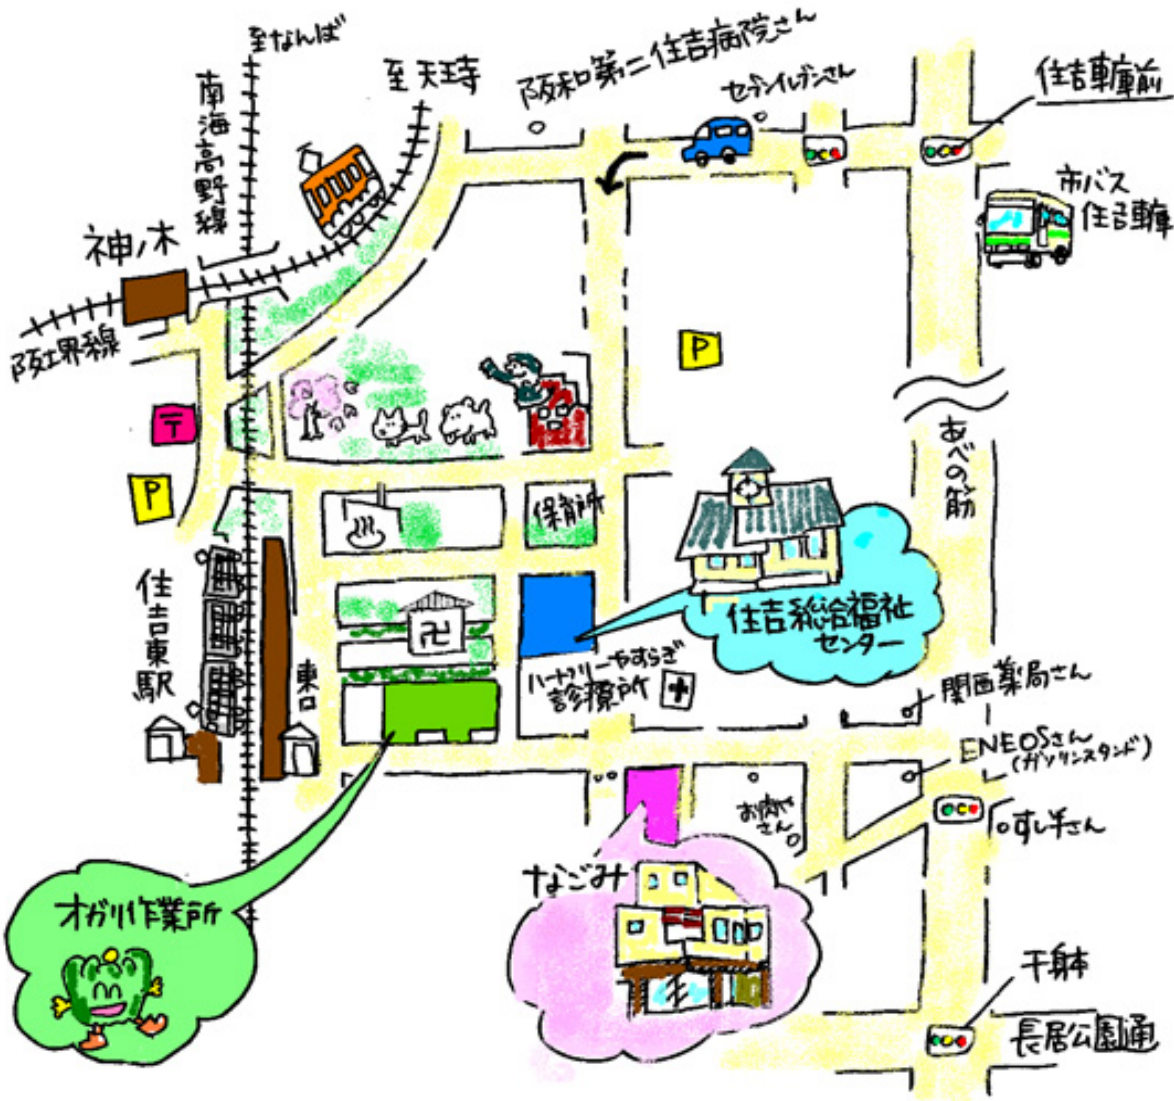 至なんば
南海高野線
至天王寺
阪和第二住吉病院さん
セブンイレブンさん
住吉車庫前
市バス
住吉車庫
神ノ木
阪堺線
〒
P
P
あべの筋
保育所
住吉東駅
東口
卍
住吉総合福祉
センター
ハートフリーやすらぎ
診療所
関西薬局さん
ENEOSさん
(ガソリンスタンド)
お肉や
さん
すし半さん
なごみ
オガリ作業所
千躰
長居公園通